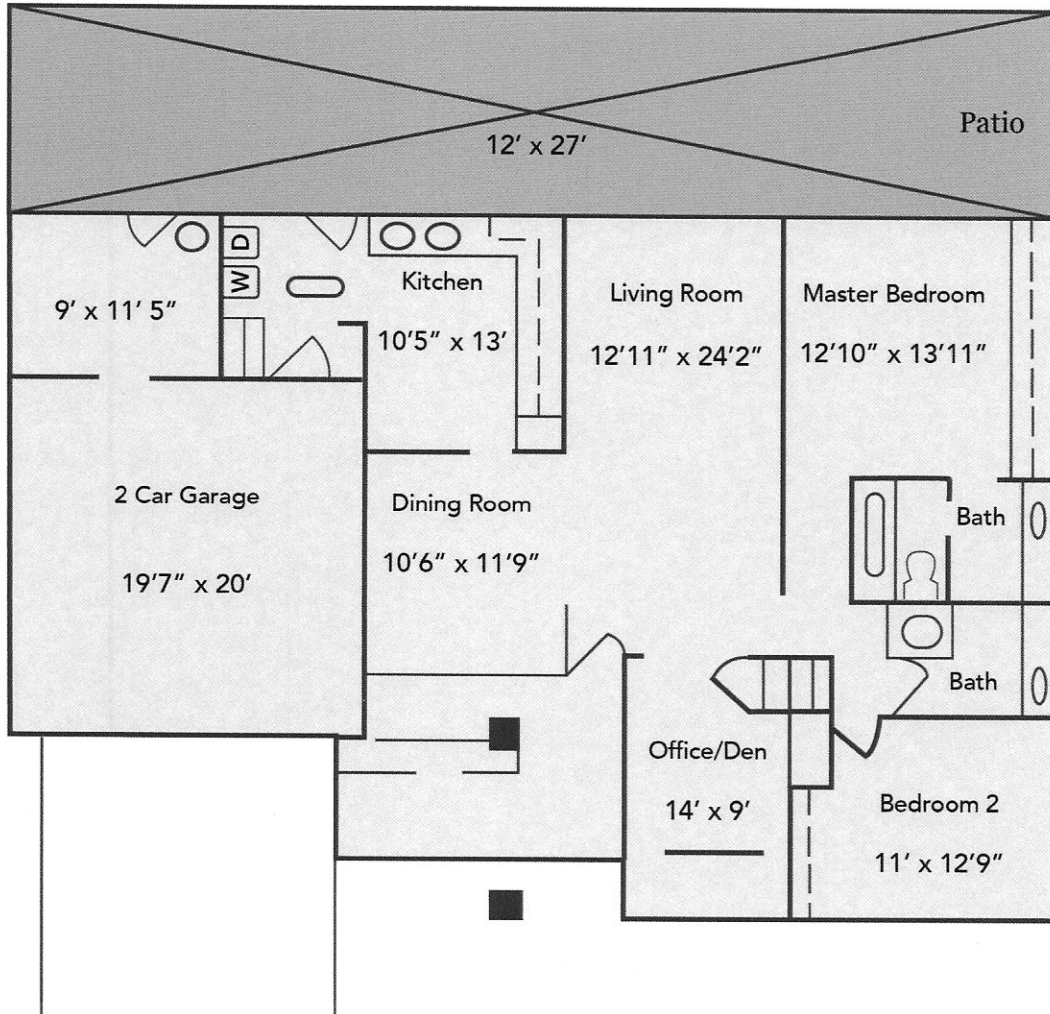 Patio
12’ x 27’
D
W
9’ x 11’ 5”
Kitchen
10’5” x 13’
Living Room
12’11” x 24’2”
Master Bedroom
12’10” x 13’11”
2 Car Garage
19’7” x 20’
Dining Room
10’6” x 11’9”
Bath
Bath
Office/Den
14’ x 9’
Bedroom 2
11’ x 12’9”